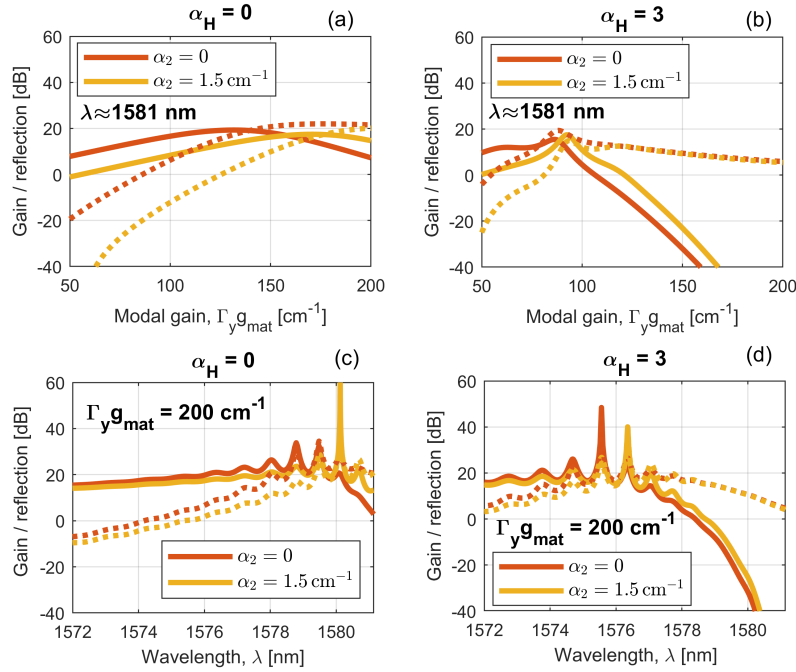 α_H = 0
(a)
60
40
20
0
-20
-40
50
100
150
200
Gain / reflection [dB]
Modal gain, Γ_y g_mat [cm⁻¹]
α₂ = 0
α₂ = 1.5 cm⁻¹
λ≈1581 nm
α_H = 3
(b)
60
40
20
0
-20
-40
50
100
150
200
Gain / reflection [dB]
Modal gain, Γ_y g_mat [cm⁻¹]
α₂ = 0
α₂ = 1.5 cm⁻¹
λ≈1581 nm
α_H = 0
(c)
60
40
20
0
-20
-40
1572
1574
1576
1578
1580
Gain / reflection [dB]
Wavelength, λ [nm]
Γ_y g_mat = 200 cm⁻¹
α₂ = 0
α₂ = 1.5 cm⁻¹
α_H = 3
(d)
60
40
20
0
-20
-40
1572
1574
1576
1578
1580
Gain / reflection [dB]
Wavelength, λ [nm]
Γ_y g_mat = 200 cm⁻¹
α₂ = 0
α₂ = 1.5 cm⁻¹